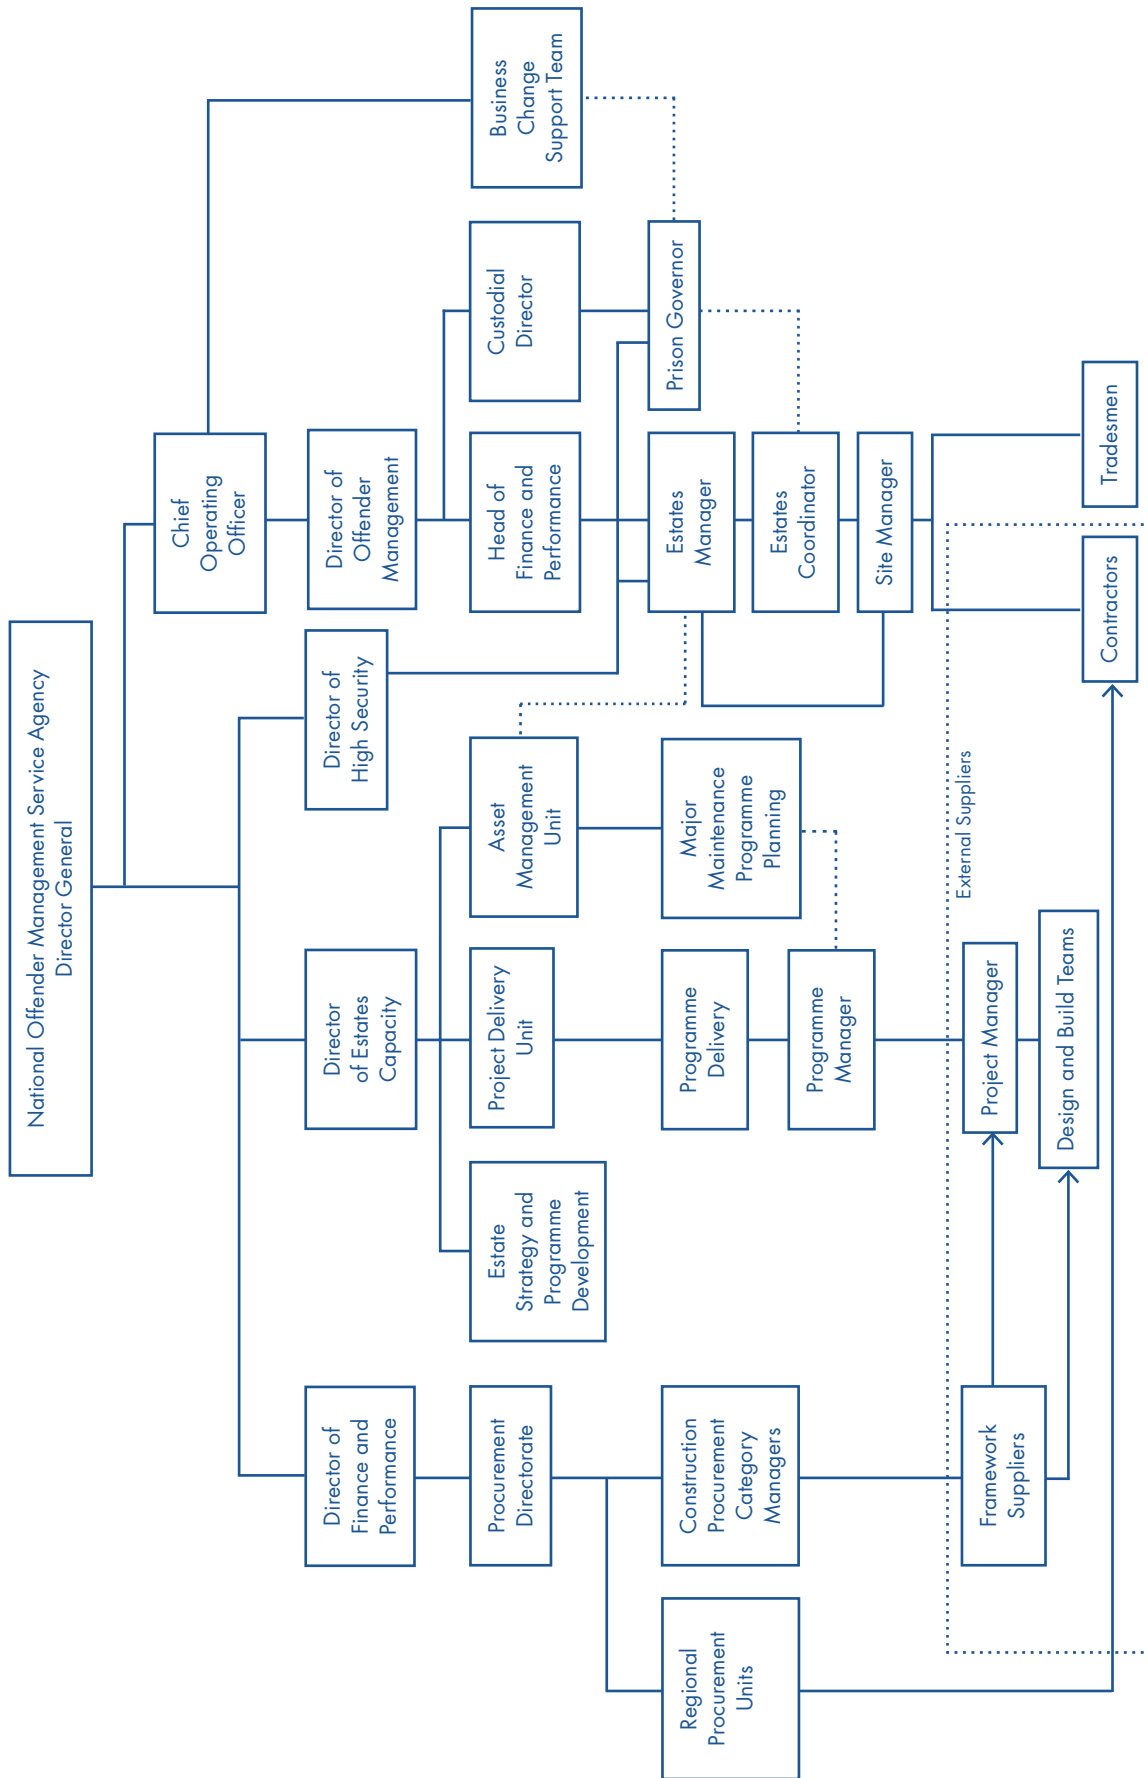 National Offender Management Service Agency
Director General
Chief
Operating
Officer
Director of
Finance and
Performance
Director
of Estates
Capacity
Director of
High Security
Director of
Offender
Management
Procurement
Directorate
Estate
Strategy and
Programme
Development
Project Delivery
Unit
Asset
Management
Unit
Head of
Finance and
Performance
Custodial
Director
Business
Change
Support Team
Regional
Procurement
Units
Construction
Procurement
Category
Managers
Programme
Delivery
Major
Maintenance
Programme
Planning
Estates
Manager
Prison Governor
Programme
Manager
Estates
Coordinator
Site Manager
External Suppliers
Framework
Suppliers
Project Manager
Design and Build Teams
Contractors
Tradesmen